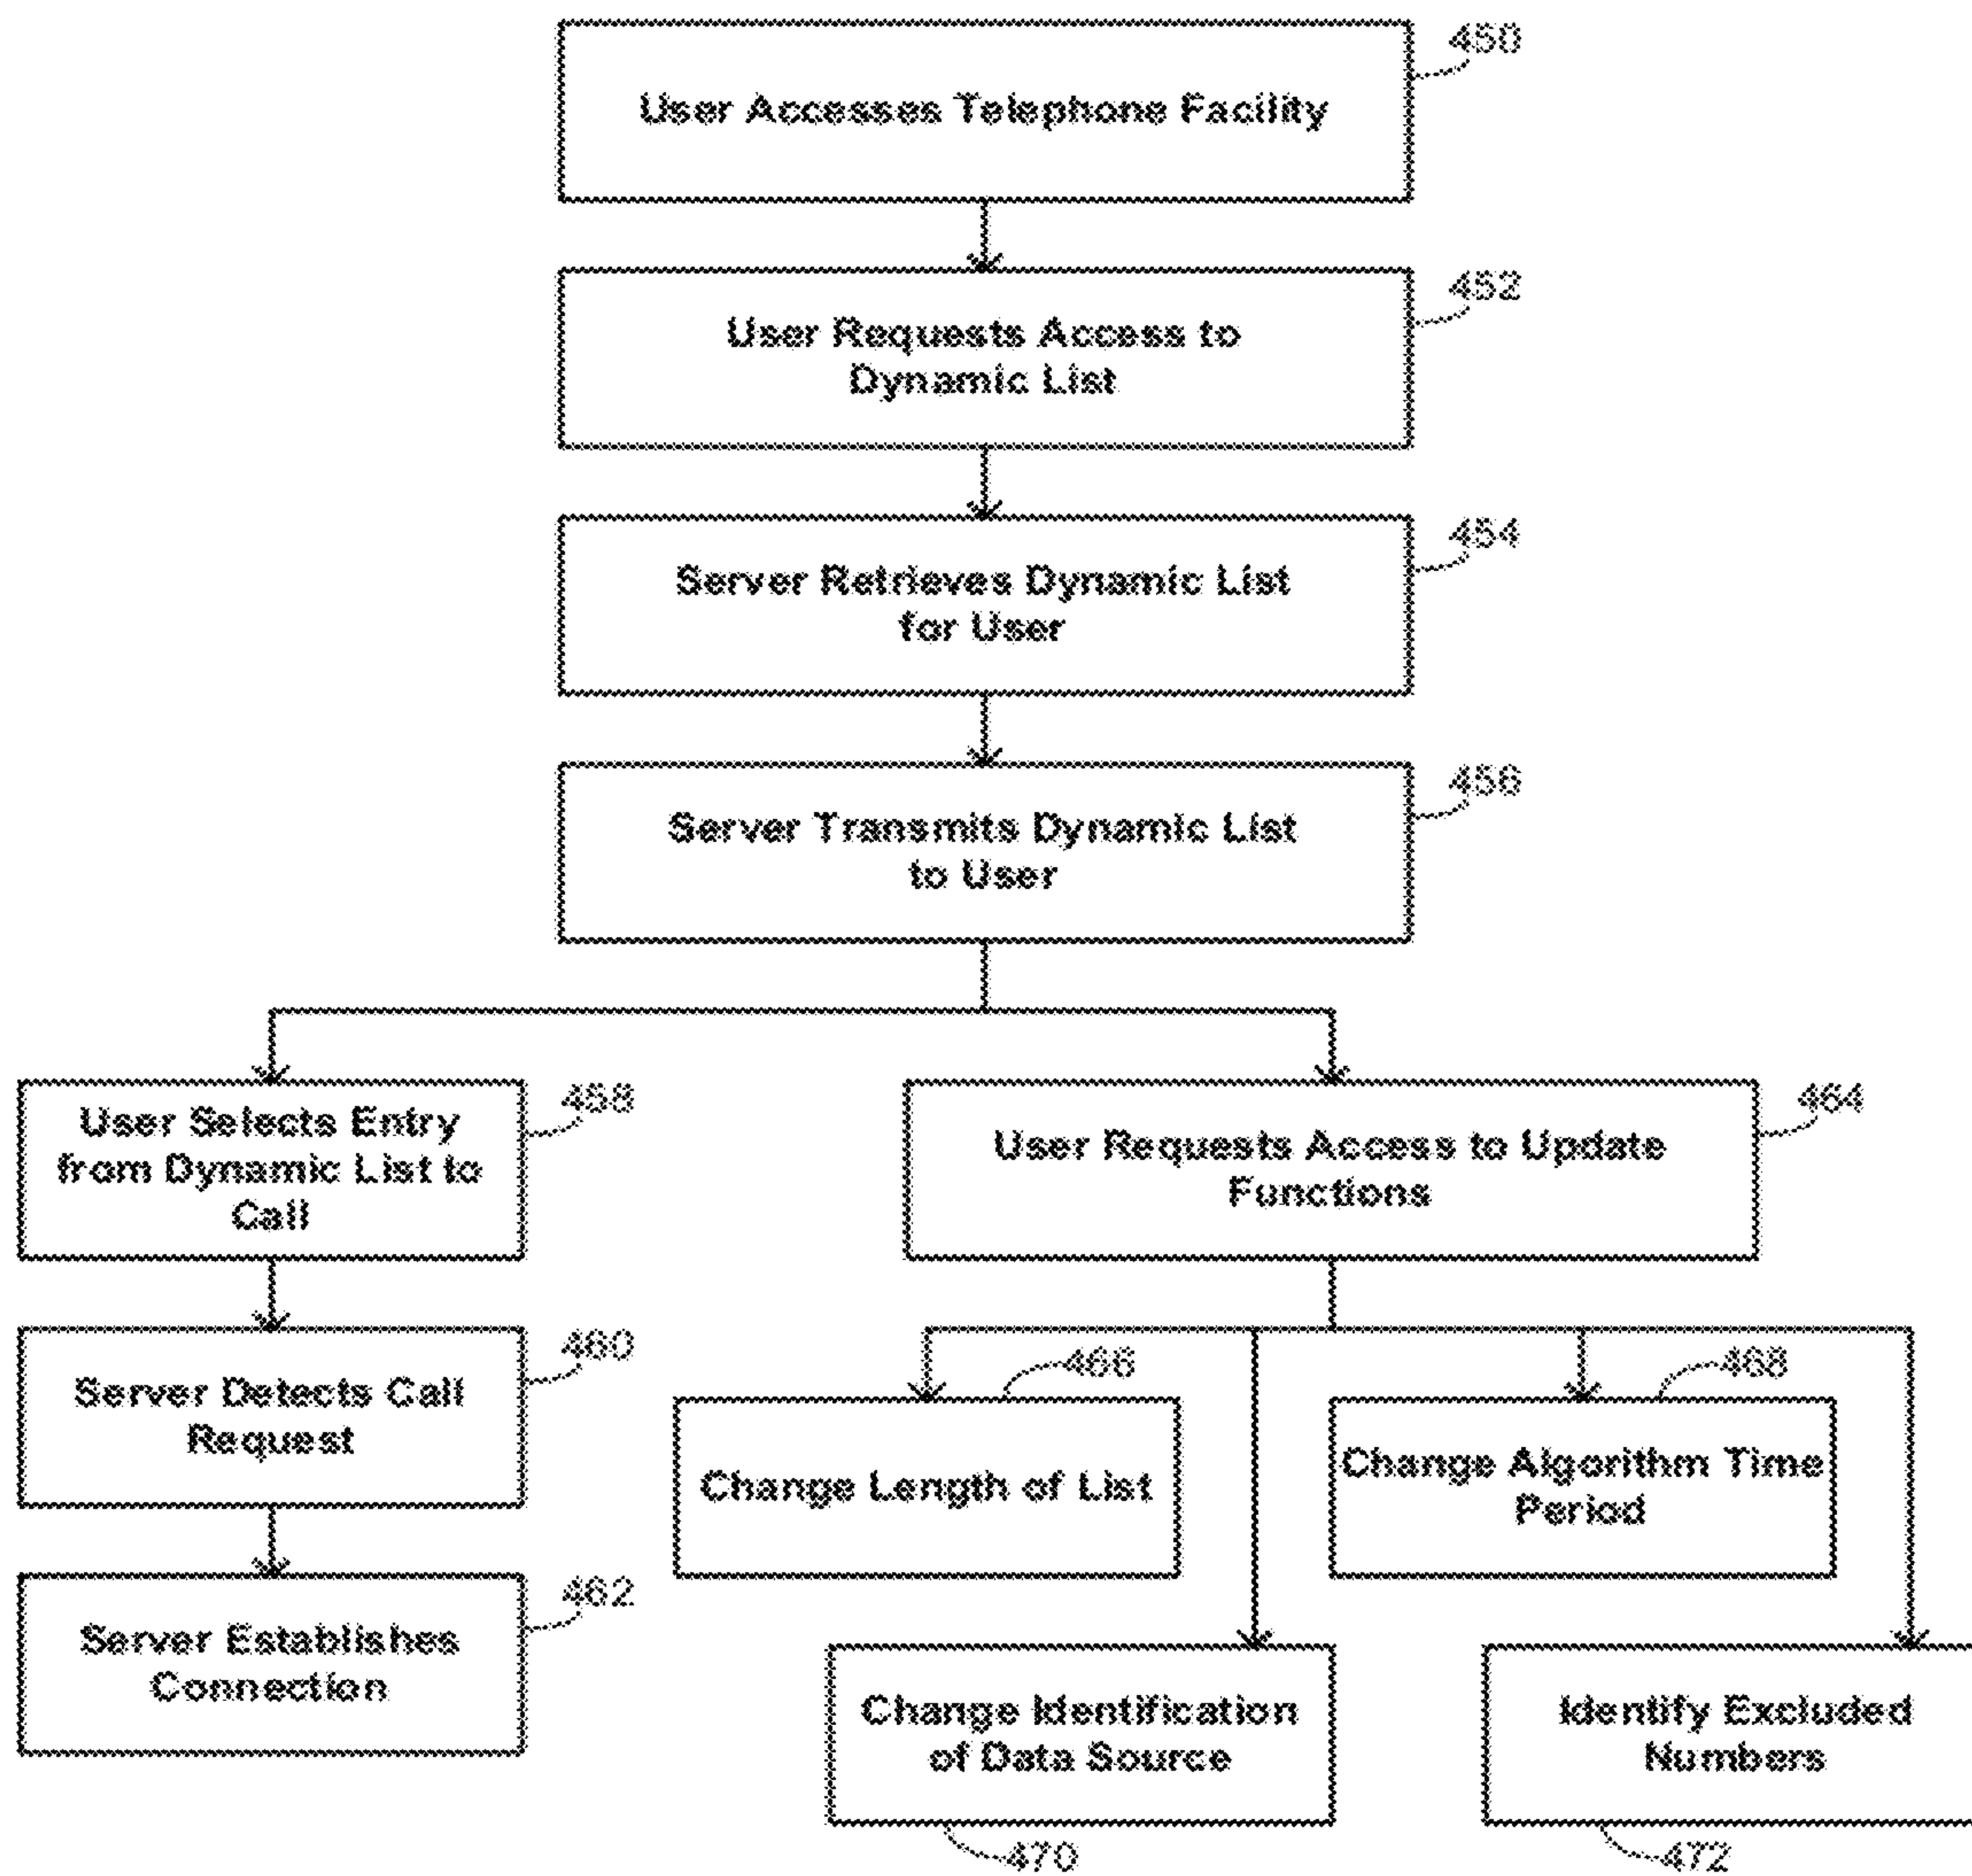 450
User Accesses Telephone Facility
452
User Requests Access to
Dynamic List
454
Server Retrieves Dynamic List
for User
456
Server Transmits Dynamic List
to User
458
User Selects Entry
from Dynamic List to
Call
464
User Requests Access to Update
Functions
460
Server Detects Call
Request
466
Change Length of List
468
Change Algorithm Time
Period
462
Server Establishes
Connection
Change Identification
of Data Source
470
Identify Excluded
Numbers
472